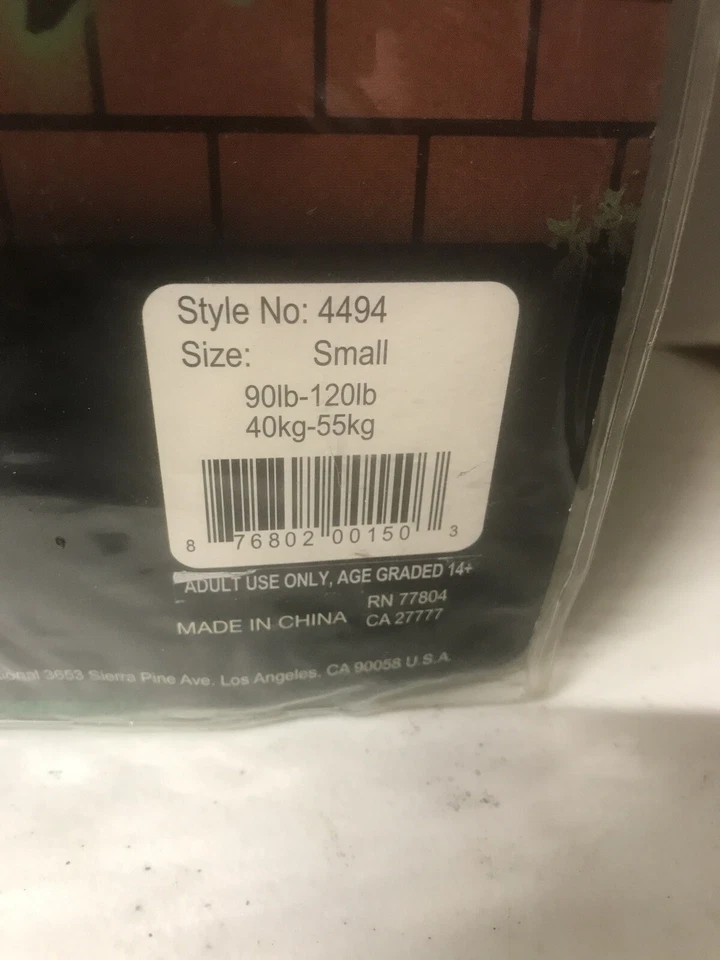 Style No: 4494
Size: Small
90lb-120lb
40kg-55kg
8 76802 00150 3
ADULT USE ONLY, AGE GRADED 14+
RN 77804
MADE IN CHINA CA 27777
3653 Sierra Pine Ave. Los Angeles. CA 90058 U.S.A